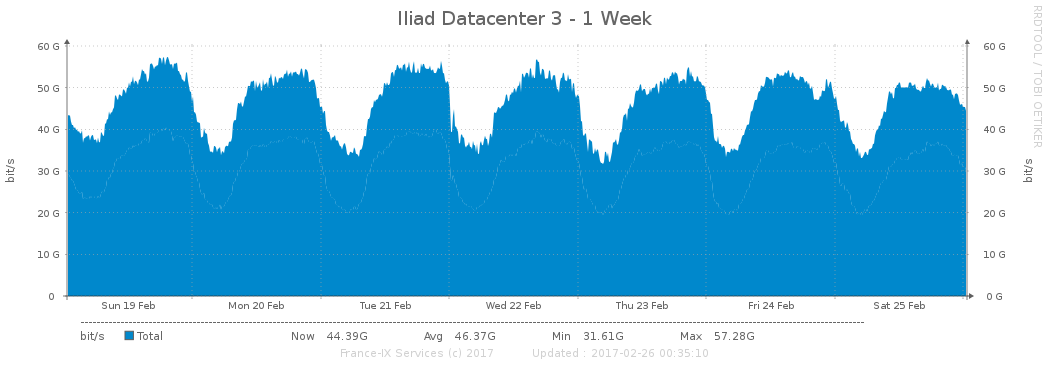 Iliad Datacenter 3 - 1 Week
RRDTOOL / TOBI OETIKER
60 G 60 G
50 G 50 G
40 G 40 G
30 G 30 G
20 G 20 G
10 G 10 G
0 0 G
bit/s bit/s
Sun 19 Feb Mon 20 Feb Tue 21 Feb Wed 22 Feb Thu 23 Feb Fri 24 Feb Sat 25 Feb
bit/s Total Now 44.39G Avg 46.37G Min 31.61G Max 57.28G
France-IX Services (c) 2017 Updated : 2017-02-26 00:35:10